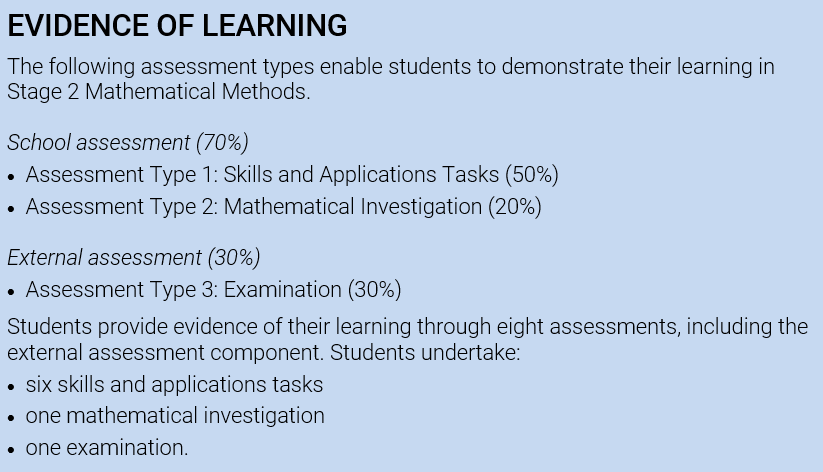 EVIDENCE OF LEARNING
The following assessment types enable students to demonstrate their learning in
Stage 2 Mathematical Methods.
School assessment (70%)
• Assessment Type 1: Skills and Applications Tasks (50%)
• Assessment Type 2: Mathematical Investigation (20%)
External assessment (30%)
• Assessment Type 3: Examination (30%)
Students provide evidence of their learning through eight assessments, including the
external assessment component. Students undertake:
• six skills and applications tasks
• one mathematical investigation
• one examination.